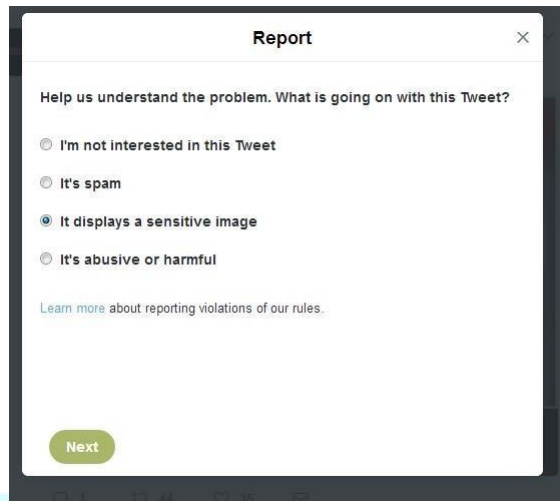 Report
Help us understand the problem. What is going on with this Tweet?
I'm not interested in this Tweet
It's spam
It displays a sensitive image
It's abusive or harmful
Learn more about reporting violations of our rules.
Next